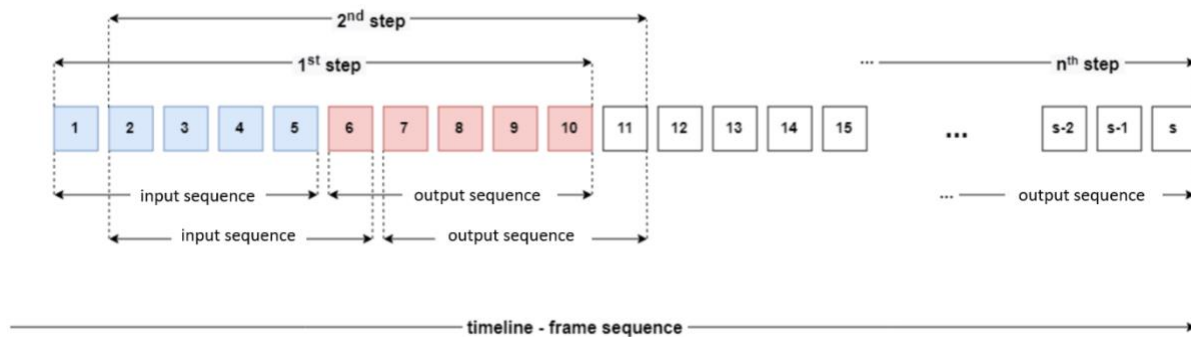 2nd step
1st step
... nth step
1 2 3 4 5 6 7 8 9 10 11 12 13 14 15 ... s-2 s-1 s
input sequence output sequence ... output sequence
input sequence output sequence
timeline - frame sequence